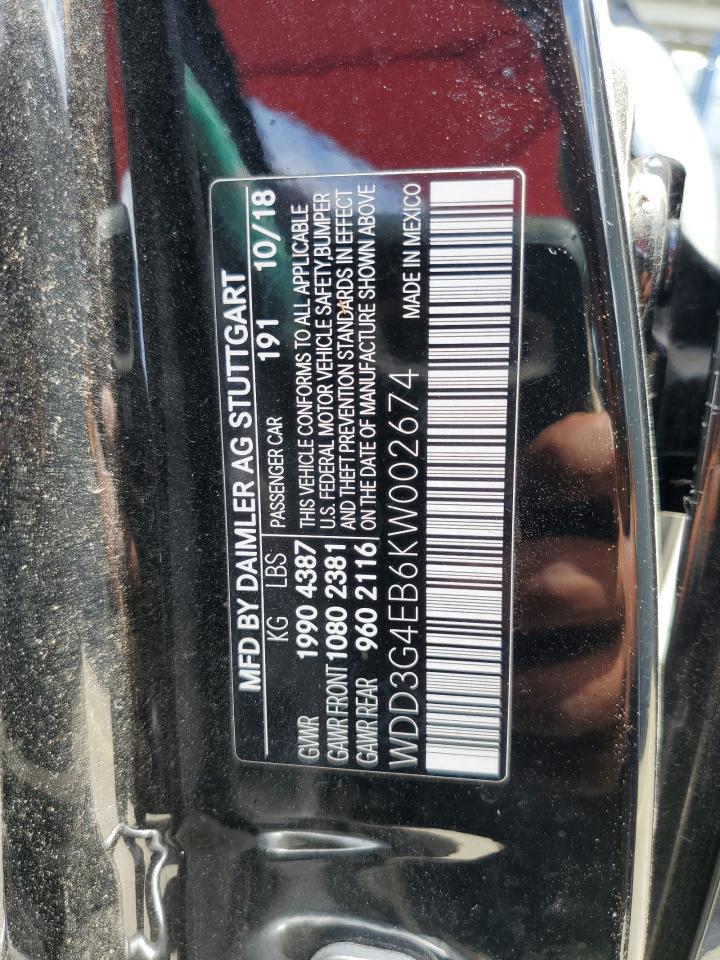 MFD BY DAIMLER AG STUTTGART
191 10/18
KG LBS PASSENGER CAR
GVWR 1990 4387 THIS VEHICLE CONFORMS TO ALL APPLICABLE
GAWR FRONT 1080 2381 U.S. FEDERAL MOTOR VEHICLE SAFETY, BUMPER
AND THEFT PREVENTION STANDARDS IN EFFECT
GAWR REAR 960 2116 ON THE DATE OF MANUFACTURE SHOWN ABOVE
WDD3G4EB6KW002674 MADE IN MEXICO